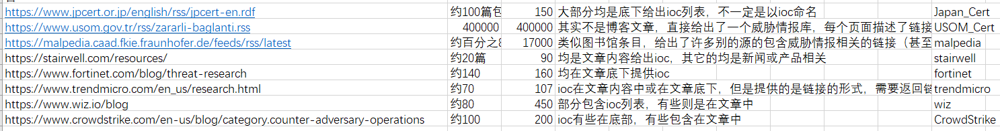 https://www.jpcert.or.jp/english/rss/jpcert-en.rdf 约100篇包 150 大部分均是底下给出ioc列表，不一定是以ioc命名 Japan_Cert
https://www.usom.gov.tr/rss/zararli-baglanti.rss 400000 400000 其实不是博客文章，直接给出了一个威胁情报库，每个页面描述了链接 USOM_Cert
https://malpedia.caad.fkie.fraunhofer.de/feeds/rss/latest 约百分之8 17000 类似图书馆条目，给出了许多别的源的包含威胁情报相关的链接（甚至 malpedia
https://stairwell.com/resources/ 约20篇 90 均是文章内容给出ioc，其它的均是新闻或产品相关 stairwell
https://www.fortinet.com/blog/threat-research 约140 160 均在文章底下提供ioc fortinet
https://www.trendmicro.com/en_us/research.html 约70 107 ioc在文章内容中或在文章底下，但是提供的是链接的形式，需要返回链 trendmicro
https://www.wiz.io/blog 约80 450 部分包含ioc列表，有些则是在文章中 wiz
https://www.crowdstrike.com/en-us/blog/category.counter-adversary-operations 约100 200 ioc有些在底部，有些包含在文章中 CrowdStrike